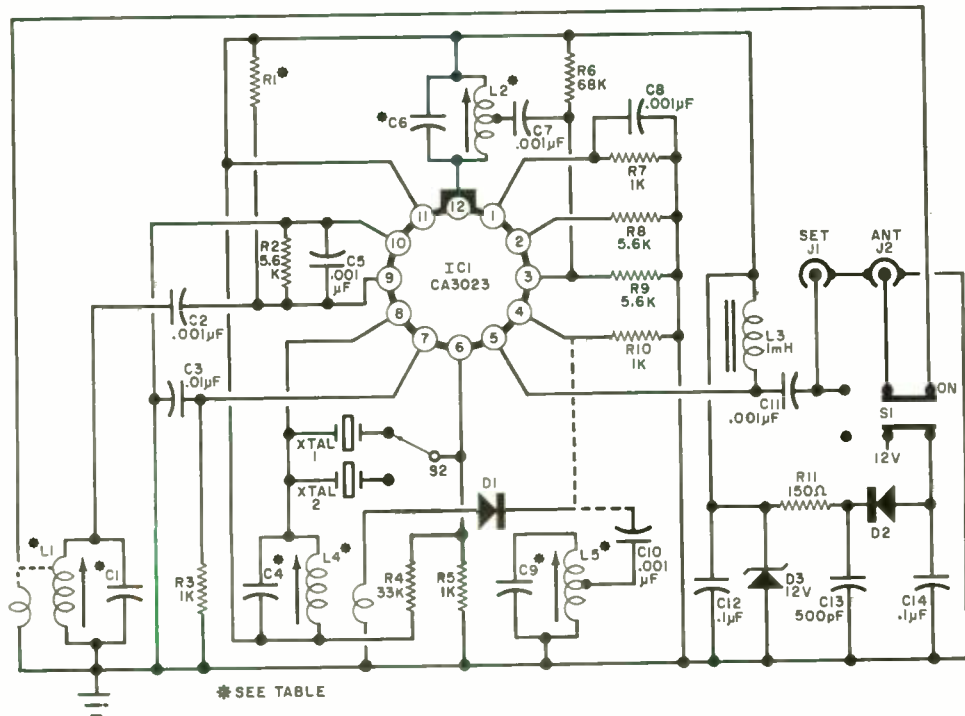 R1*
*C6
L2*
C7
.001µF
R6
68K
C8
.001µF
R7
1K
R8
5.6K
R9
5.6K
R10
1K
12
11
1
10
2
9
3
8
4
7
6
5
IC1
CA3023
R2
5.6
K
C5
.001
µF
C2
.001µF
C3
.01µF
SET
J1
ANT
J2
L3
1mH
C11
.001µF
ON
S1
12V
XTAL
1
XTAL
2
S2
D1
R11
150Ω
D2
*L1
*C1
R3
1K
C4*
L4*
R4
33K
R5
1K
C9*
L5*
C10
.001
µF
C12
.1µF
D3
12V
C13
500pF
C14
.1µF
*SEE TABLE